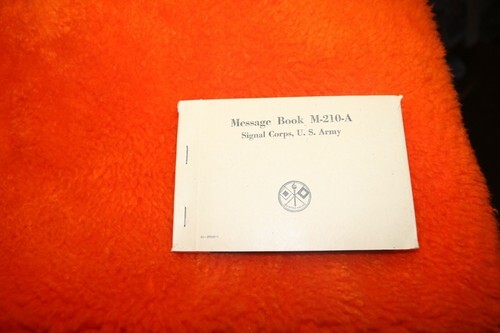 Message Book M-210-A
Signal Corps, U. S. Army